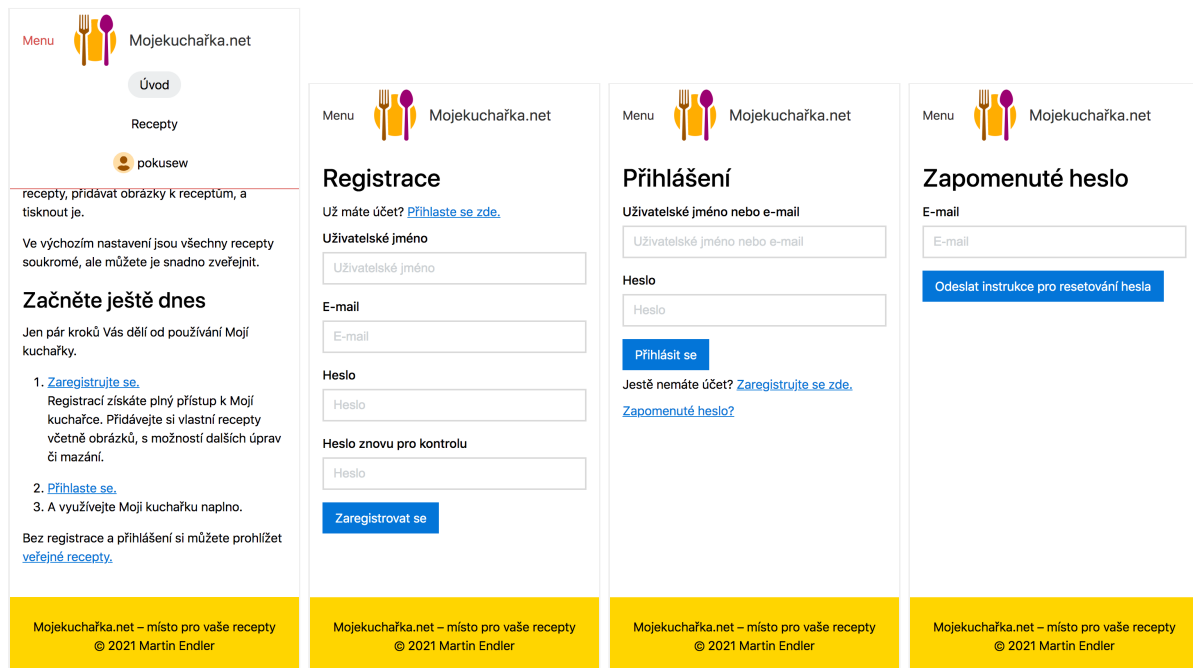 Menu
Mojekuchařka.net
Úvod
Recepty
pokusew
recepty, přidávat obrázky k receptům, a
tisknout je.
Ve výchozím nastavení jsou všechny recepty
soukromé, ale můžete je snadno zveřejnit.
Začněte ještě dnes
Jen pár kroků Vás dělí od používání Mojí
kuchařky.
1. Zaregistrujte se.
Registrací získáte plný přístup k Mojí
kuchařce. Přidávejte si vlastní recepty
včetně obrázků, s možností dalších úprav
či mazání.
2. Přihlaste se.
3. A využívejte Moji kuchařku naplno.
Bez registrace a přihlášení si můžete prohlížet
veřejné recepty.
Mojekuchařka.net – místo pro vaše recepty
© 2021 Martin Endler
Menu
Mojekuchařka.net
Registrace
Už máte účet? Přihlaste se zde.
Uživatelské jméno
Uživatelské jméno
E-mail
E-mail
Heslo
Heslo
Heslo znovu pro kontrolu
Heslo
Zaregistrovat se
Mojekuchařka.net – místo pro vaše recepty
© 2021 Martin Endler
Menu
Mojekuchařka.net
Přihlášení
Uživatelské jméno nebo e-mail
Uživatelské jméno nebo e-mail
Heslo
Heslo
Přihlásit se
Jestě nemáte účet? Zaregistrujte se zde.
Zapomenuté heslo?
Mojekuchařka.net – místo pro vaše recepty
© 2021 Martin Endler
Menu
Mojekuchařka.net
Zapomenuté heslo
E-mail
E-mail
Odeslat instrukce pro resetování hesla
Mojekuchařka.net – místo pro vaše recepty
© 2021 Martin Endler